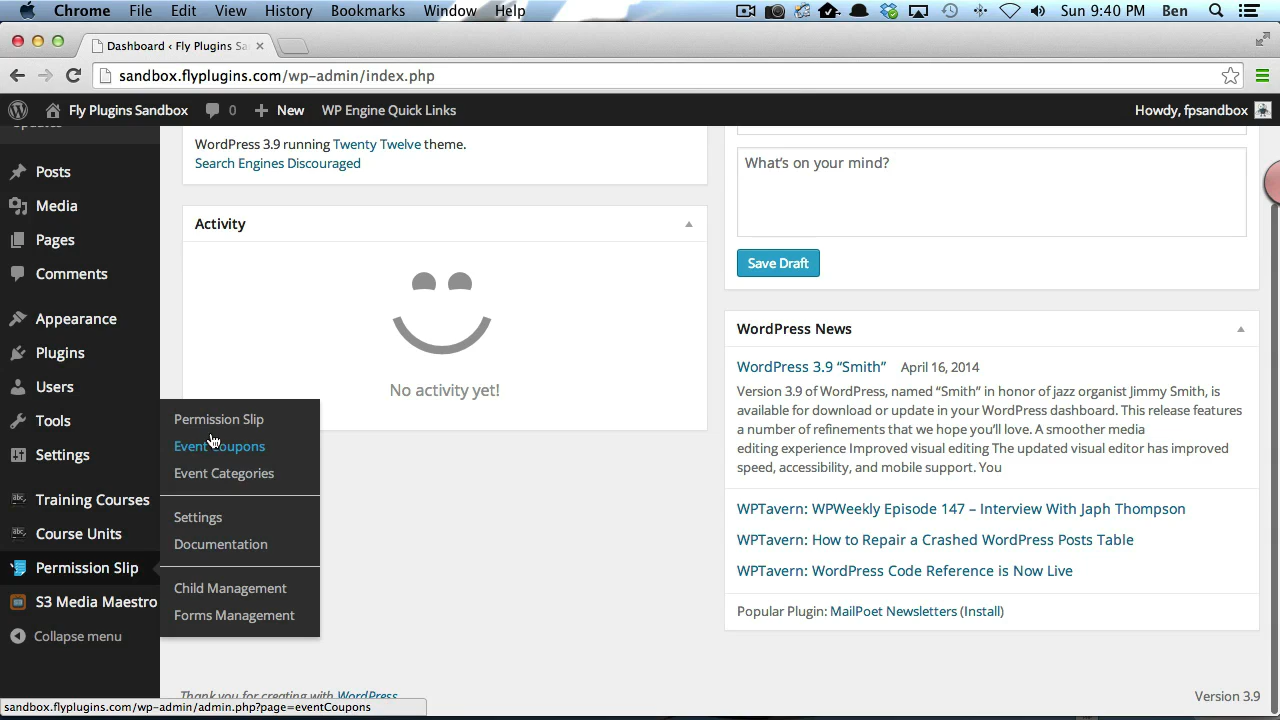 Chrome File Edit View History Bookmarks Window Help Sun 9:40 PM Ben
Dashboard ‹ Fly Plugins Sa
sandbox.flyplugins.com/wp-admin/index.php
Fly Plugins Sandbox 0 + New WP Engine Quick Links Howdy, fpsandbox
Updates
Posts
Media
Pages
Comments
Appearance
Plugins
Users
Tools
Settings
Training Courses
Course Units
Permission Slip
S3 Media Maestro
Collapse menu
Permission Slip
Event Coupons
Event Categories
Settings
Documentation
Child Management
Forms Management
WordPress 3.9 running Twenty Twelve theme.
Search Engines Discouraged
Activity
No activity yet!
What's on your mind?
Save Draft
WordPress News
WordPress 3.9 “Smith” April 16, 2014
Version 3.9 of WordPress, named “Smith” in honor of jazz organist Jimmy Smith, is
available for download or update in your WordPress dashboard. This release features
a number of refinements that we hope you’ll love. A smoother media
editing experience Improved visual editing The updated visual editor has improved
speed, accessibility, and mobile support. You
WPTavern: WPWeekly Episode 147 – Interview With Japh Thompson
WPTavern: How to Repair a Crashed WordPress Posts Table
WPTavern: WordPress Code Reference is Now Live
Popular Plugin: MailPoet Newsletters (Install)
Thank you for creating with WordPress.
Version 3.9
sandbox.flyplugins.com/wp-admin/admin.php?page=eventCoupons